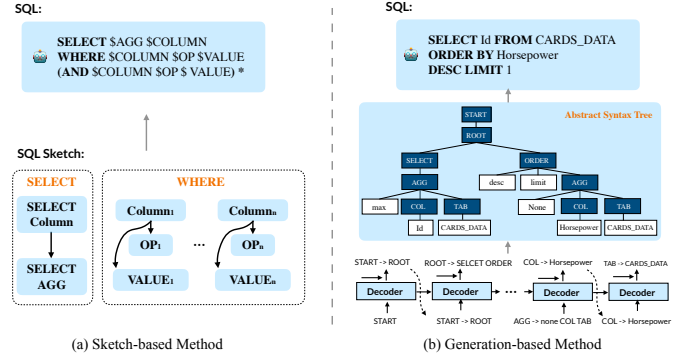 SQL:
SELECT $AGG $COLUMN
WHERE $COLUMN $OP $VALUE
(AND $COLUMN $OP $ VALUE) *
SQL Sketch:
SELECT
SELECT
Column
SELECT
AGG
WHERE
Column1
Columnn
OP1
...
OPn
VALUE1
VALUEn
(a) Sketch-based Method
SQL:
SELECT Id FROM CARDS_DATA
ORDER BY Horsepower
DESC LIMIT 1
Abstract Syntax Tree
START
ROOT
SELECT
ORDER
AGG
desc
limit
AGG
max
COL
TAB
None
COL
TAB
Id
CARDS_DATA
Horsepower
CARDS_DATA
START -> ROOT
ROOT -> SELCET ORDER
COL -> Horsepower
TAB -> CARDS_DATA
Decoder
Decoder
...
Decoder
Decoder
START
START -> ROOT
AGG -> none COL TAB
COL -> Horsepower
(b) Generation-based Method